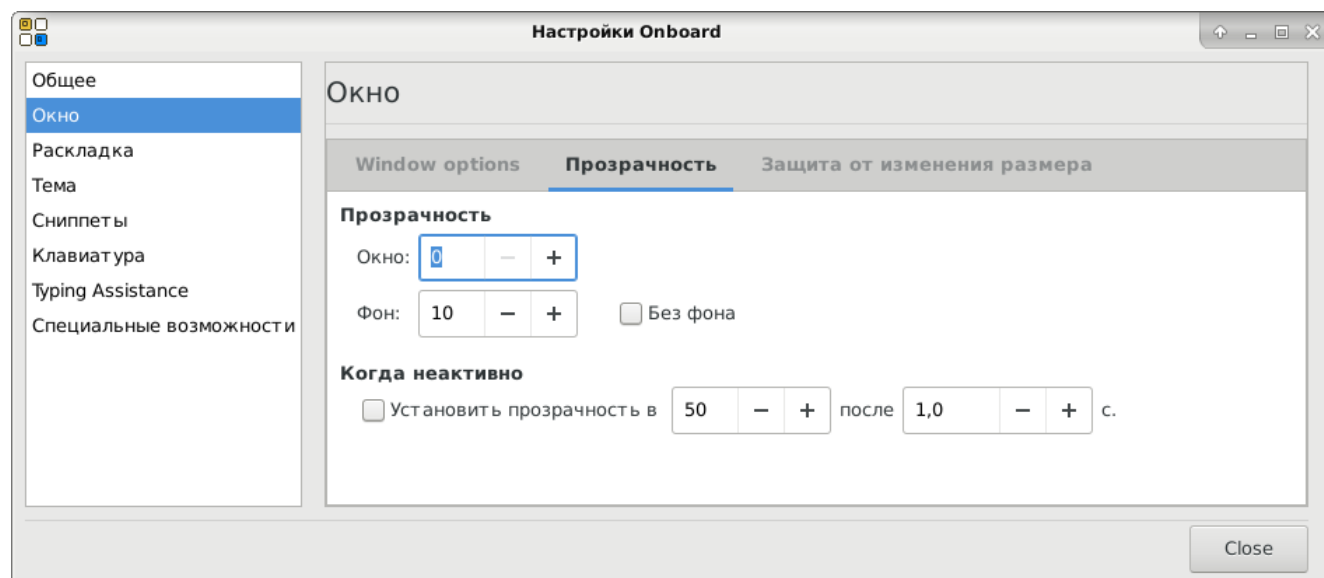 Настройки Onboard
Общее
Окно
Раскладка
Тема
Сниппеты
Клавиатура
Typing Assistance
Специальные возможности
Окно
Window options Прозрачность Защита от изменения размера
Прозрачность
Окно: 0 − +
Фон: 10 − + Без фона
Когда неактивно
Установить прозрачность в 50 − + после 1,0 − + с.
Close